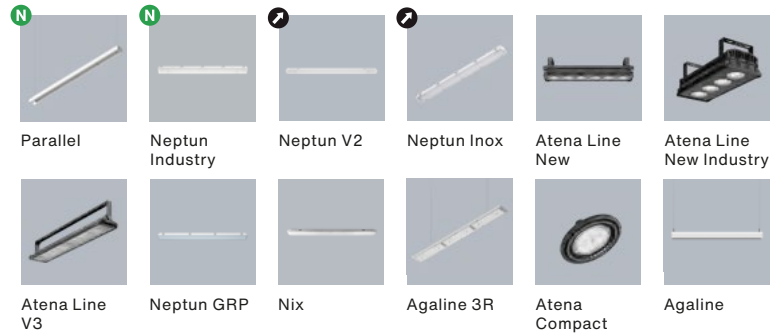 N
N
Parallel
Neptun
Industry
Neptun V2
Neptun Inox
Atena Line
New
Atena Line
New Industry
Atena Line
V3
Neptun GRP
Nix
Agaline 3R
Atena
Compact
Agaline